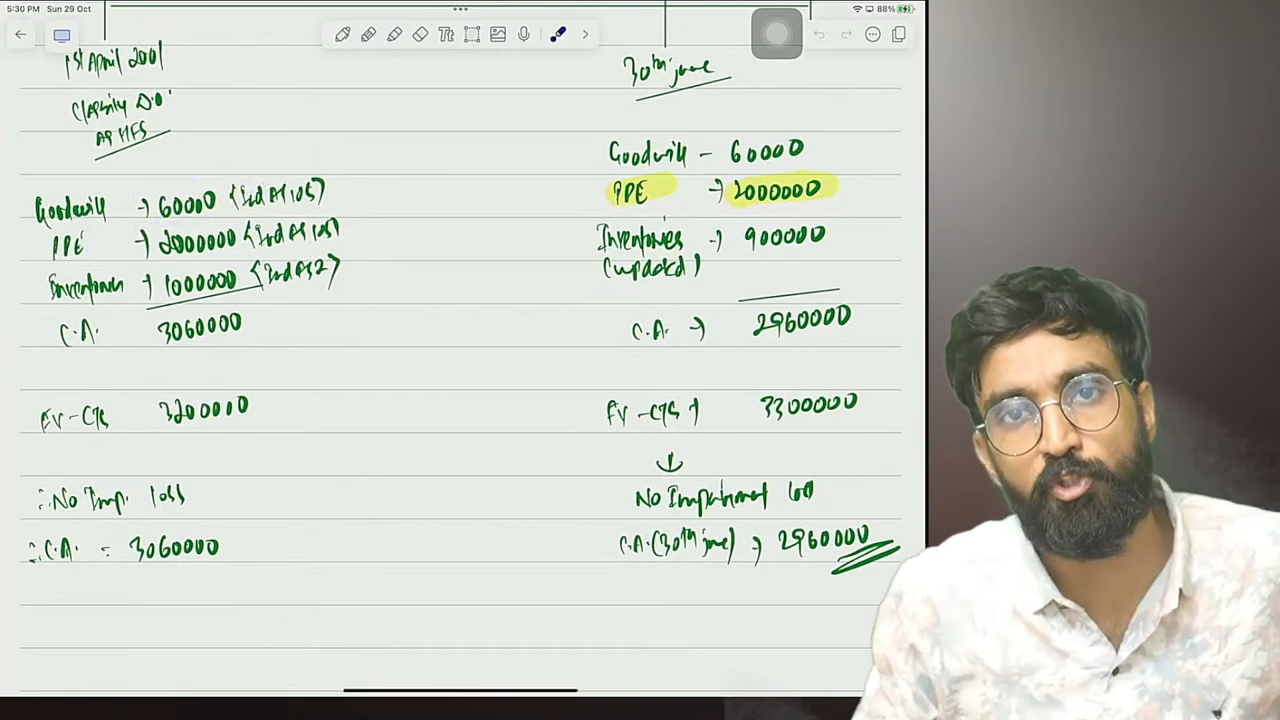 5:30 PM Sun 29 Oct
88%
1st April 2001
Classify D.O.
AS HFS
Goodwill → 60000 {Ind AS 105}
PPE → 2000000 {Ind AS 105}
Inventories → 1000000 {Ind AS 2}
C.A. 3060000
FV-CTS 3200000
∴ No Imp. loss
∴ C.A. = 3060000
30th june
Goodwill - 60000
PPE → 2000000
Inventories → 900000
(updated)
C.A. → 2960000
FV-CTS → 3300000
No Impairment loss
C.A. (30th june) → 2960000